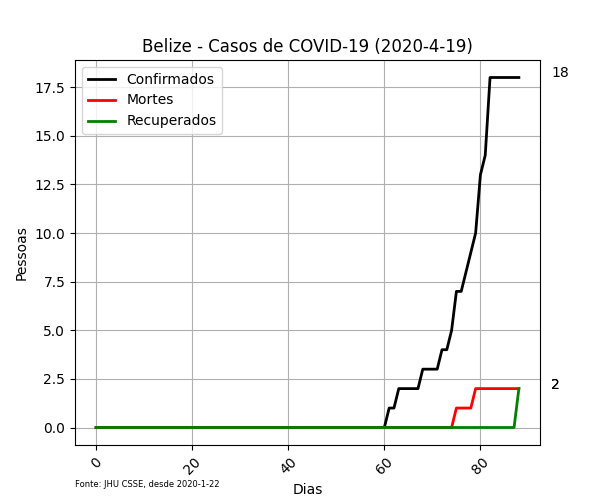 Belize - Casos de COVID-19 (2020-4-19)
Confirmados
Mortes
Recuperados
18
2
17.5
15.0
12.5
10.0
7.5
5.0
2.5
0.0
Pessoas
0
20
40
60
80
Dias
Fonte: JHU CSSE, desde 2020-1-22